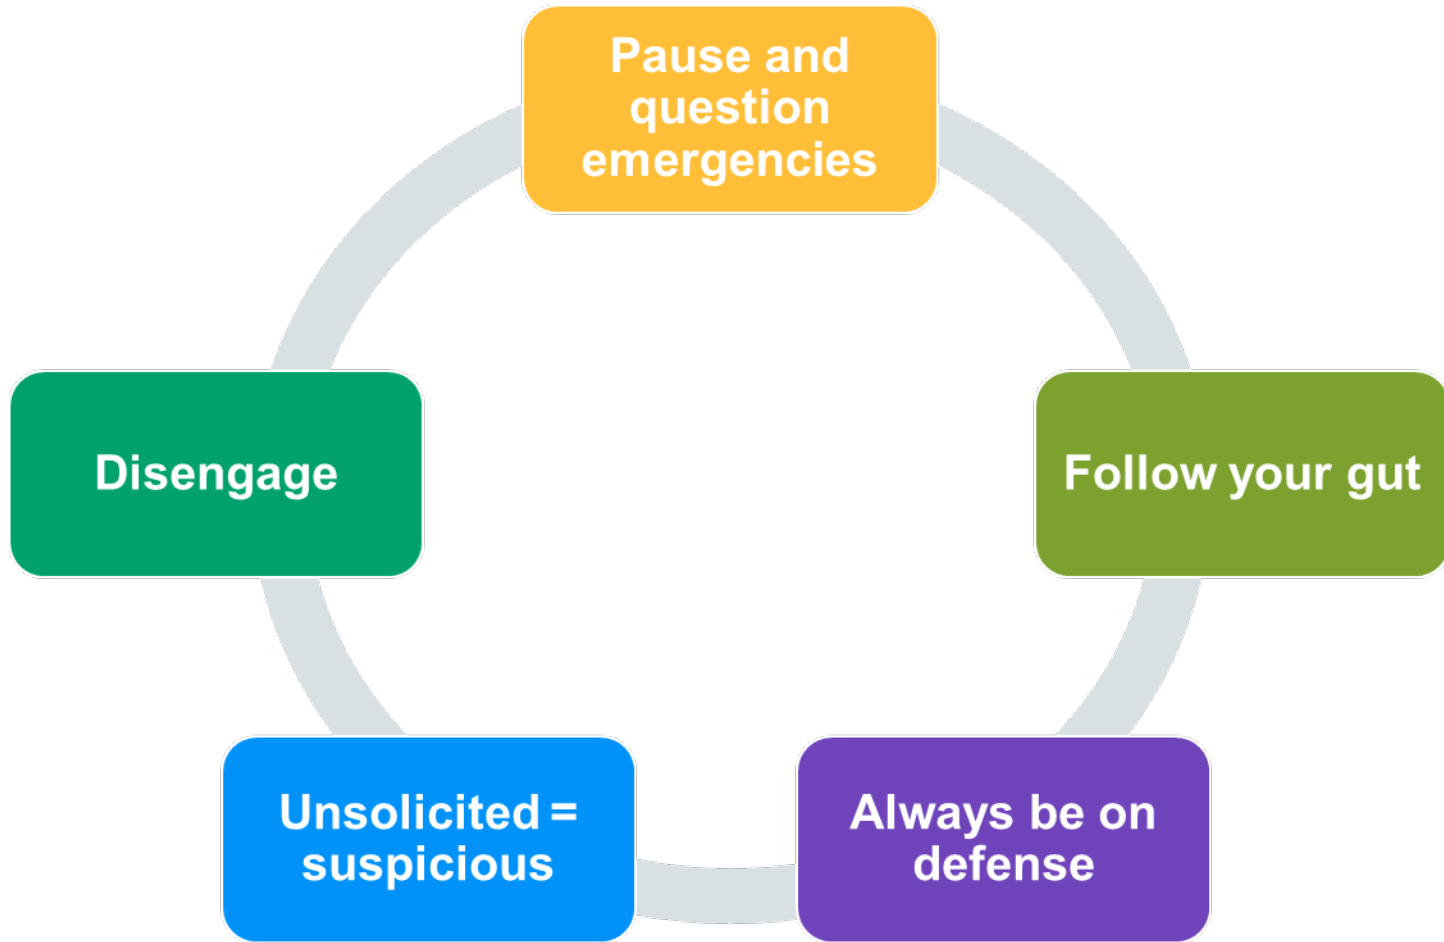 Pause and
question
emergencies
Disengage
Follow your gut
Unsolicited =
suspicious
Always be on
defense